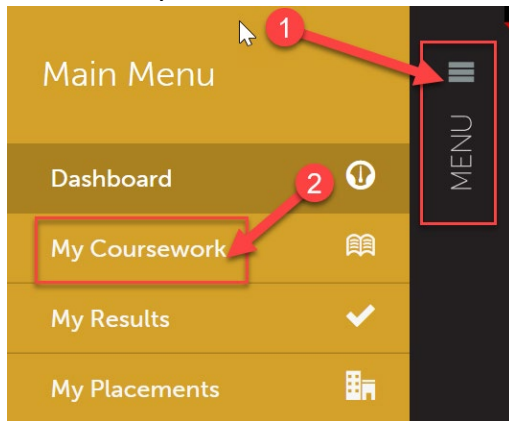 1
Main Menu
MENU
Dashboard
2
My Coursework
My Results
My Placements